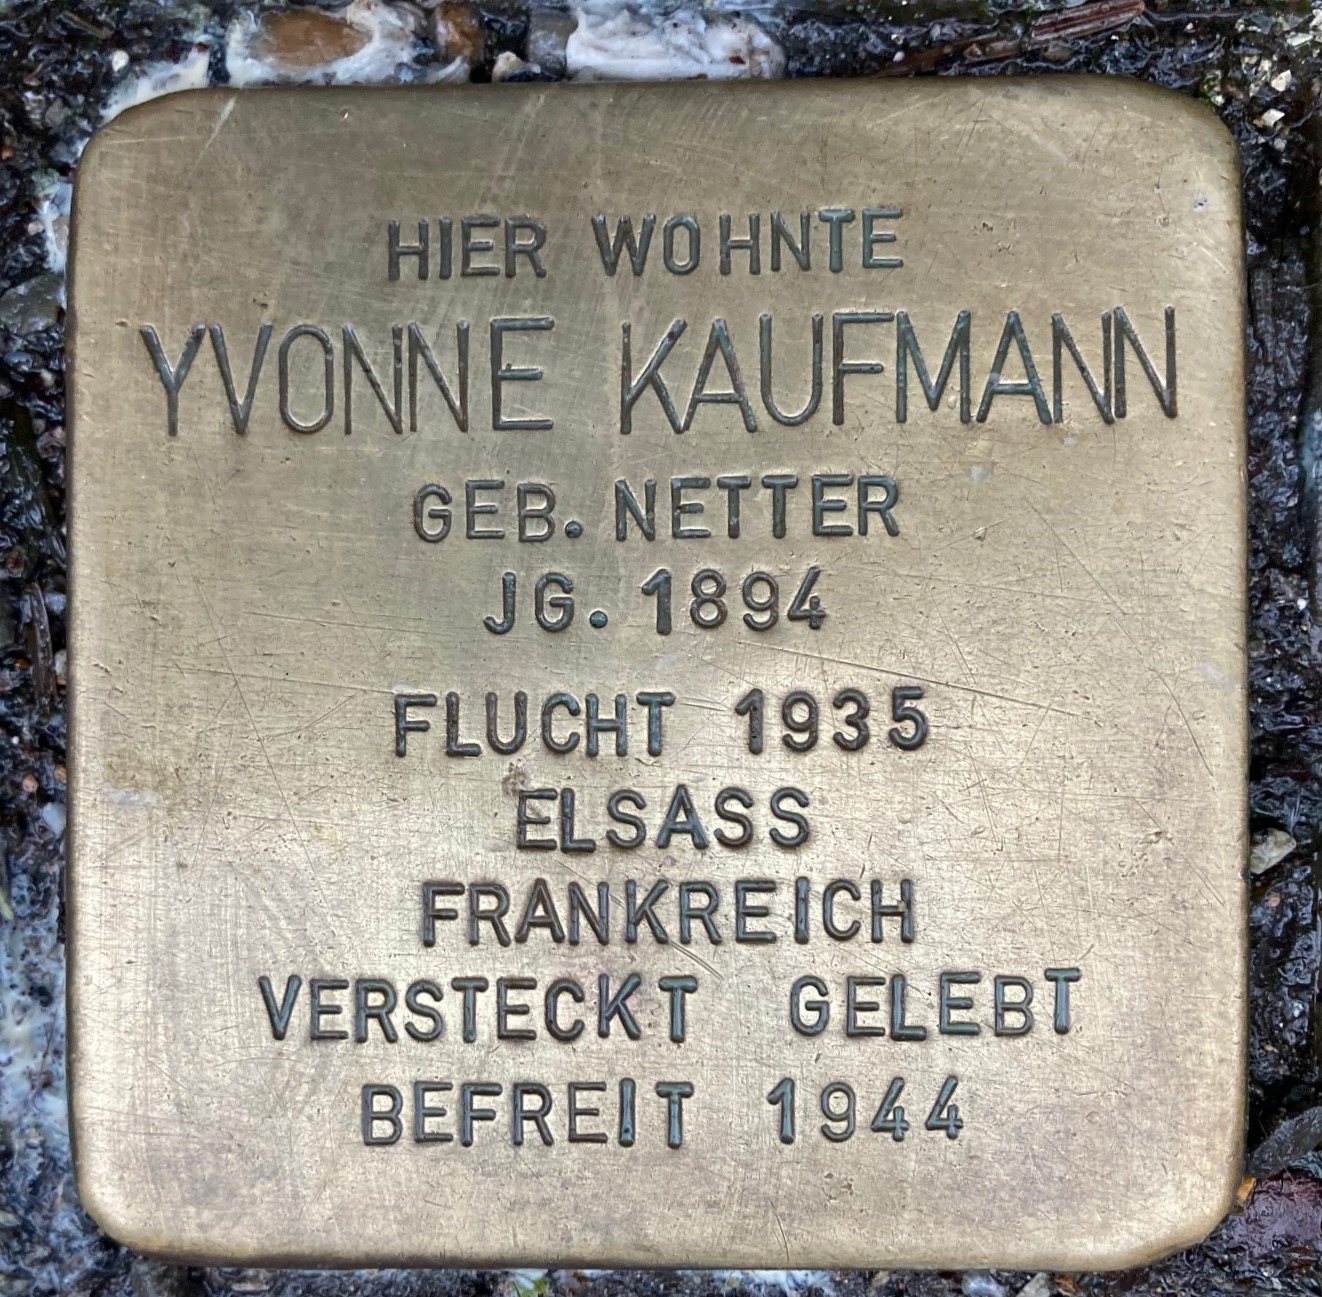 HIER WOHNTE
YVONNE KAUFMANN
GEB. NETTER
JG. 1894
FLUCHT 1935
ELSASS
FRANKREICH
VERSTECKT GELEBT
BEFREIT 1944